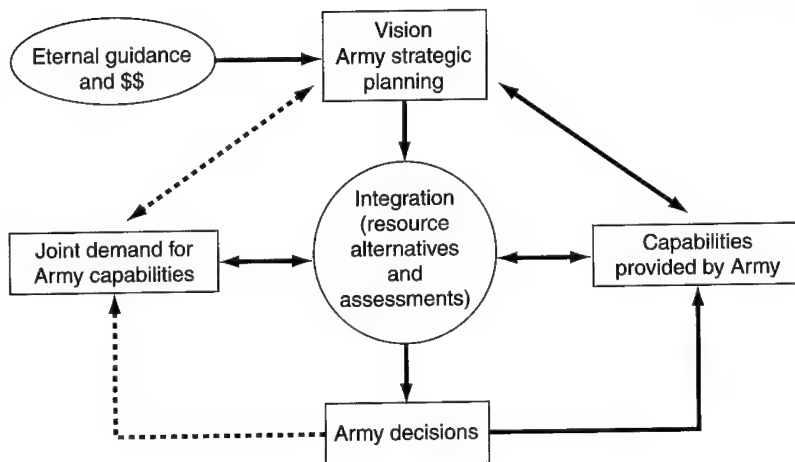 Eternal guidance
and $$
Vision
Army strategic
planning
Integration
(resource
alternatives
and
assessments)
Joint demand for
Army capabilities
Capabilities
provided by Army
Army decisions